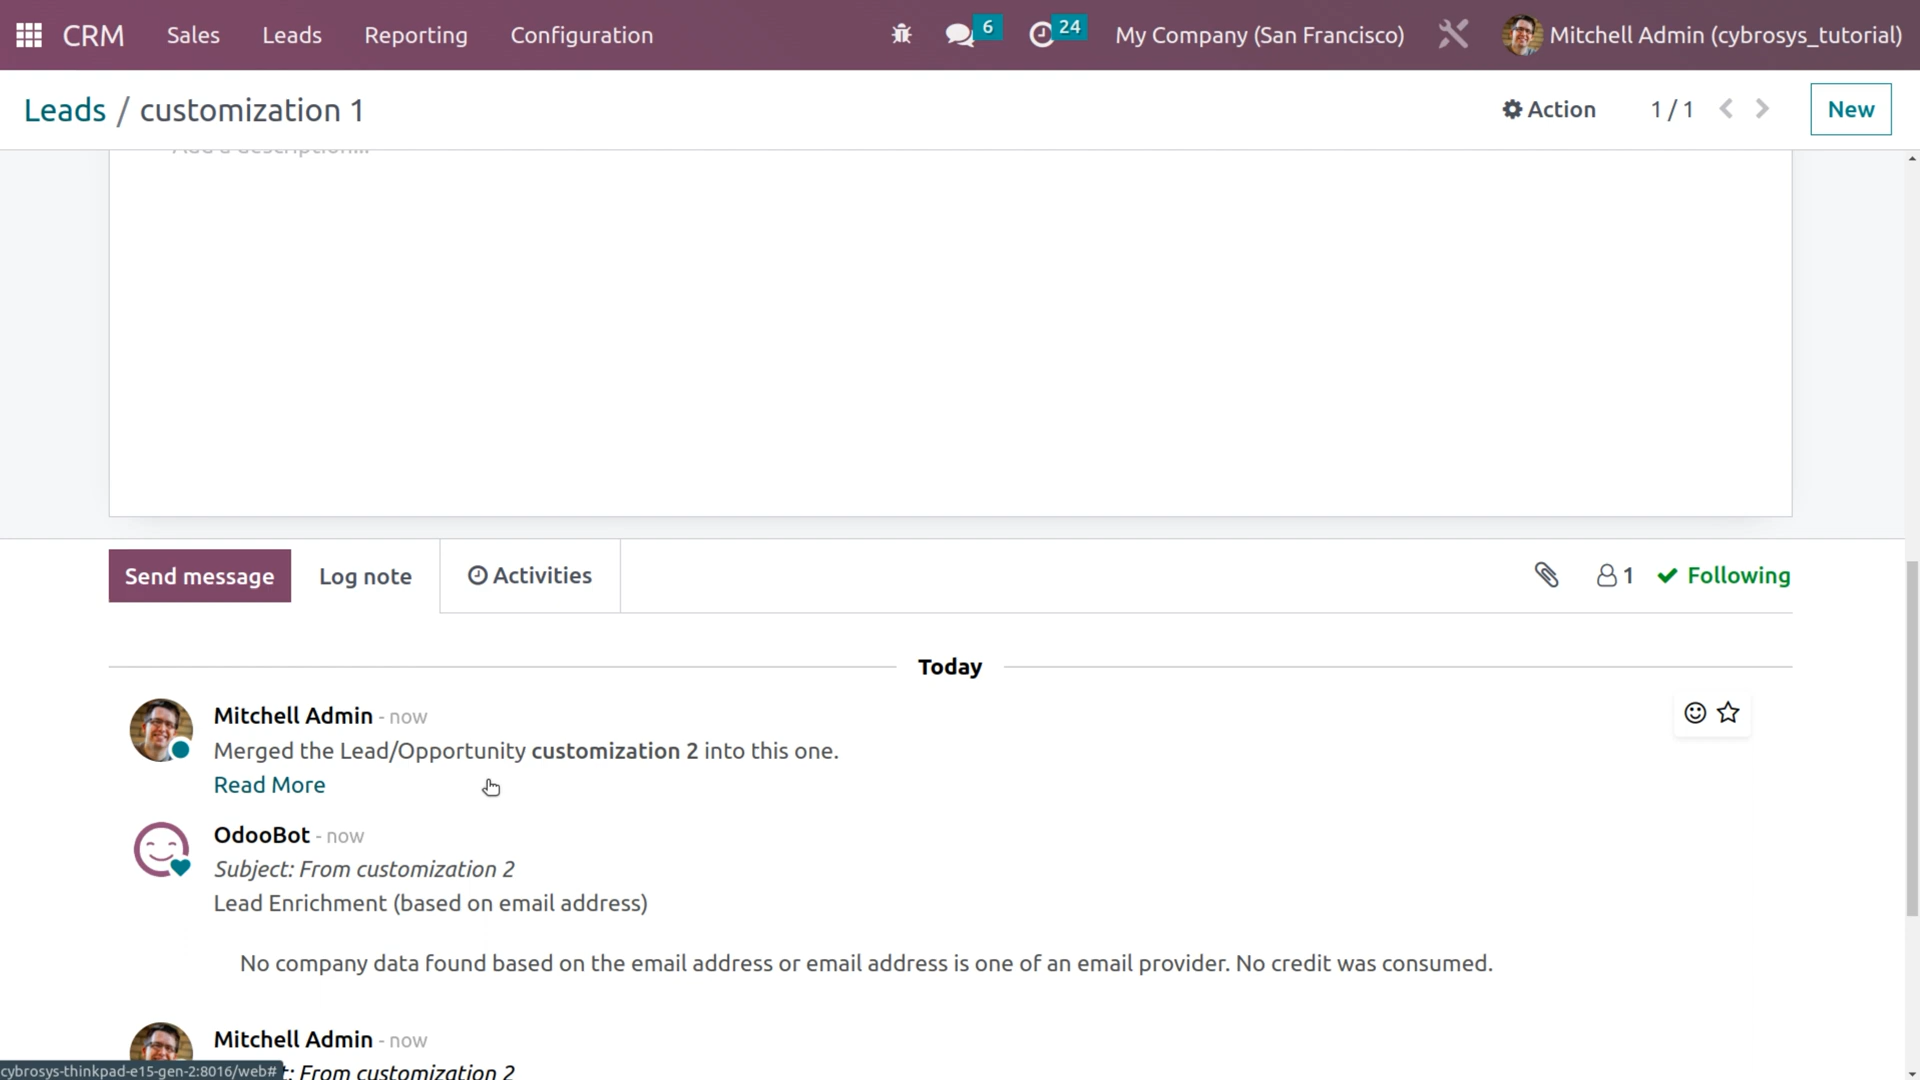 CRM Sales Leads Reporting Configuration 6 24 My Company (San Francisco) Mitchell Admin (cybrosys_tutorial)
Leads / customization 1 Action 1 / 1 New
Add a description...
Send message Log note Activities 1 Following
Today
Mitchell Admin - now
Merged the Lead/Opportunity customization 2 into this one.
Read More
OdooBot - now
Subject: From customization 2
Lead Enrichment (based on email address)
No company data found based on the email address or email address is one of an email provider. No credit was consumed.
Mitchell Admin - now
t: From customization 2
cybrosys-thinkpad-e15-gen-2:8016/web#